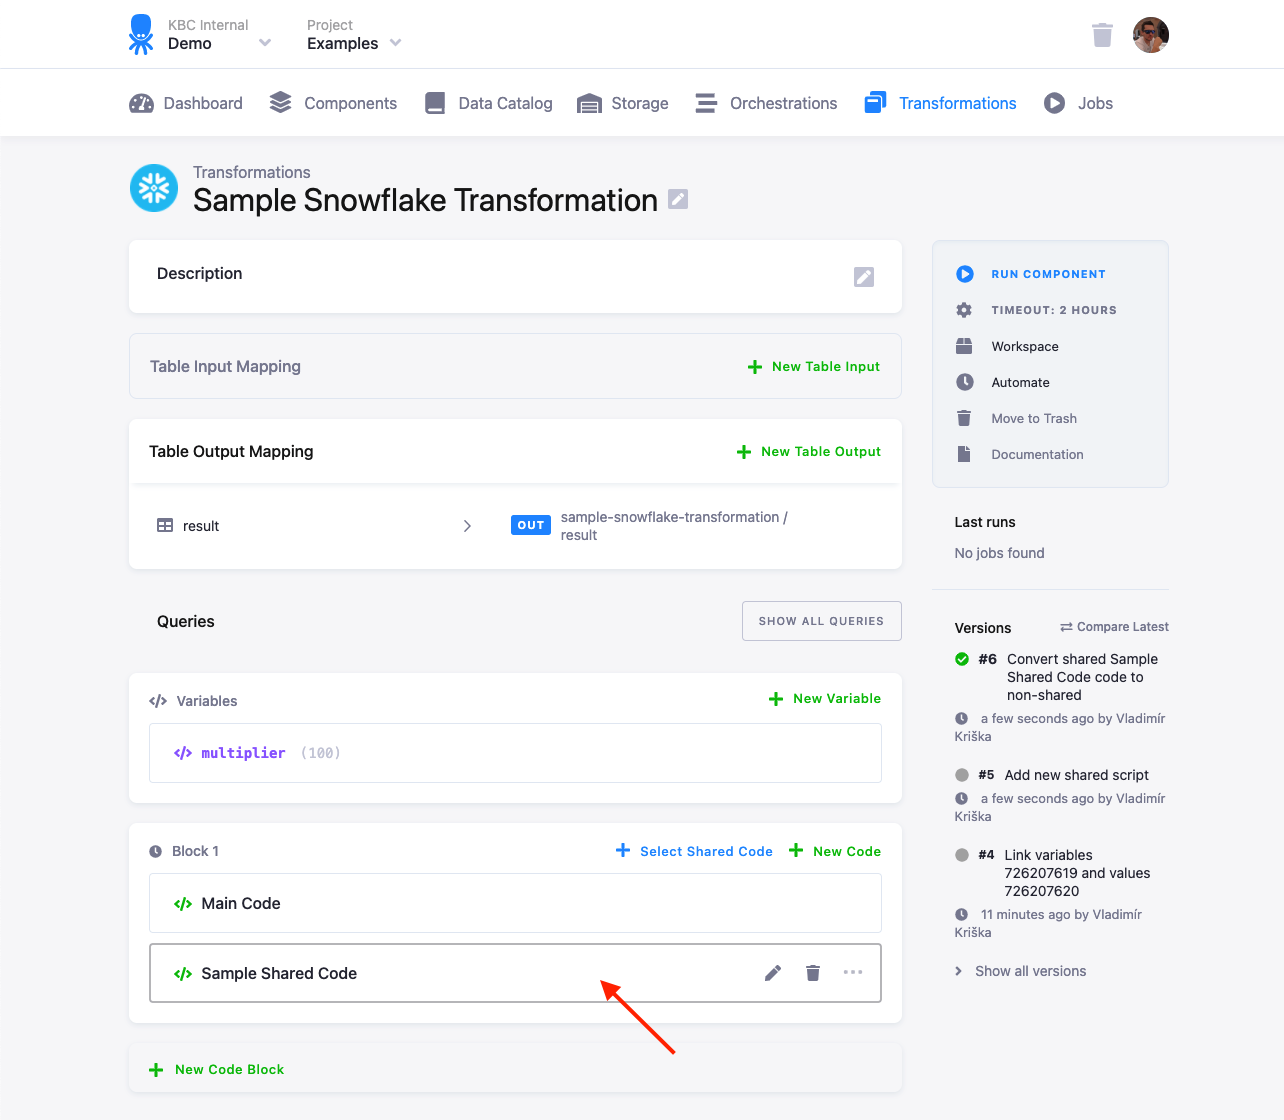 KBC Internal
Demo
Project
Examples
Dashboard
Components
Data Catalog
Storage
Orchestrations
Transformations
Jobs
Transformations
Sample Snowflake Transformation
Description
Table Input Mapping
New Table Input
Table Output Mapping
New Table Output
result
OUT
sample-snowflake-transformation /
result
Queries
SHOW ALL QUERIES
Variables
New Variable
multiplier (100)
Block 1
Select Shared Code
New Code
Main Code
Sample Shared Code
New Code Block
RUN COMPONENT
TIMEOUT: 2 HOURS
Workspace
Automate
Move to Trash
Documentation
Last runs
No jobs found
Versions
Compare Latest
#6 Convert shared Sample
Shared Code code to
non-shared
a few seconds ago by Vladimír
Kriška
#5 Add new shared script
a few seconds ago by Vladimír
Kriška
#4 Link variables
726207619 and values
726207620
11 minutes ago by Vladimír
Kriška
Show all versions